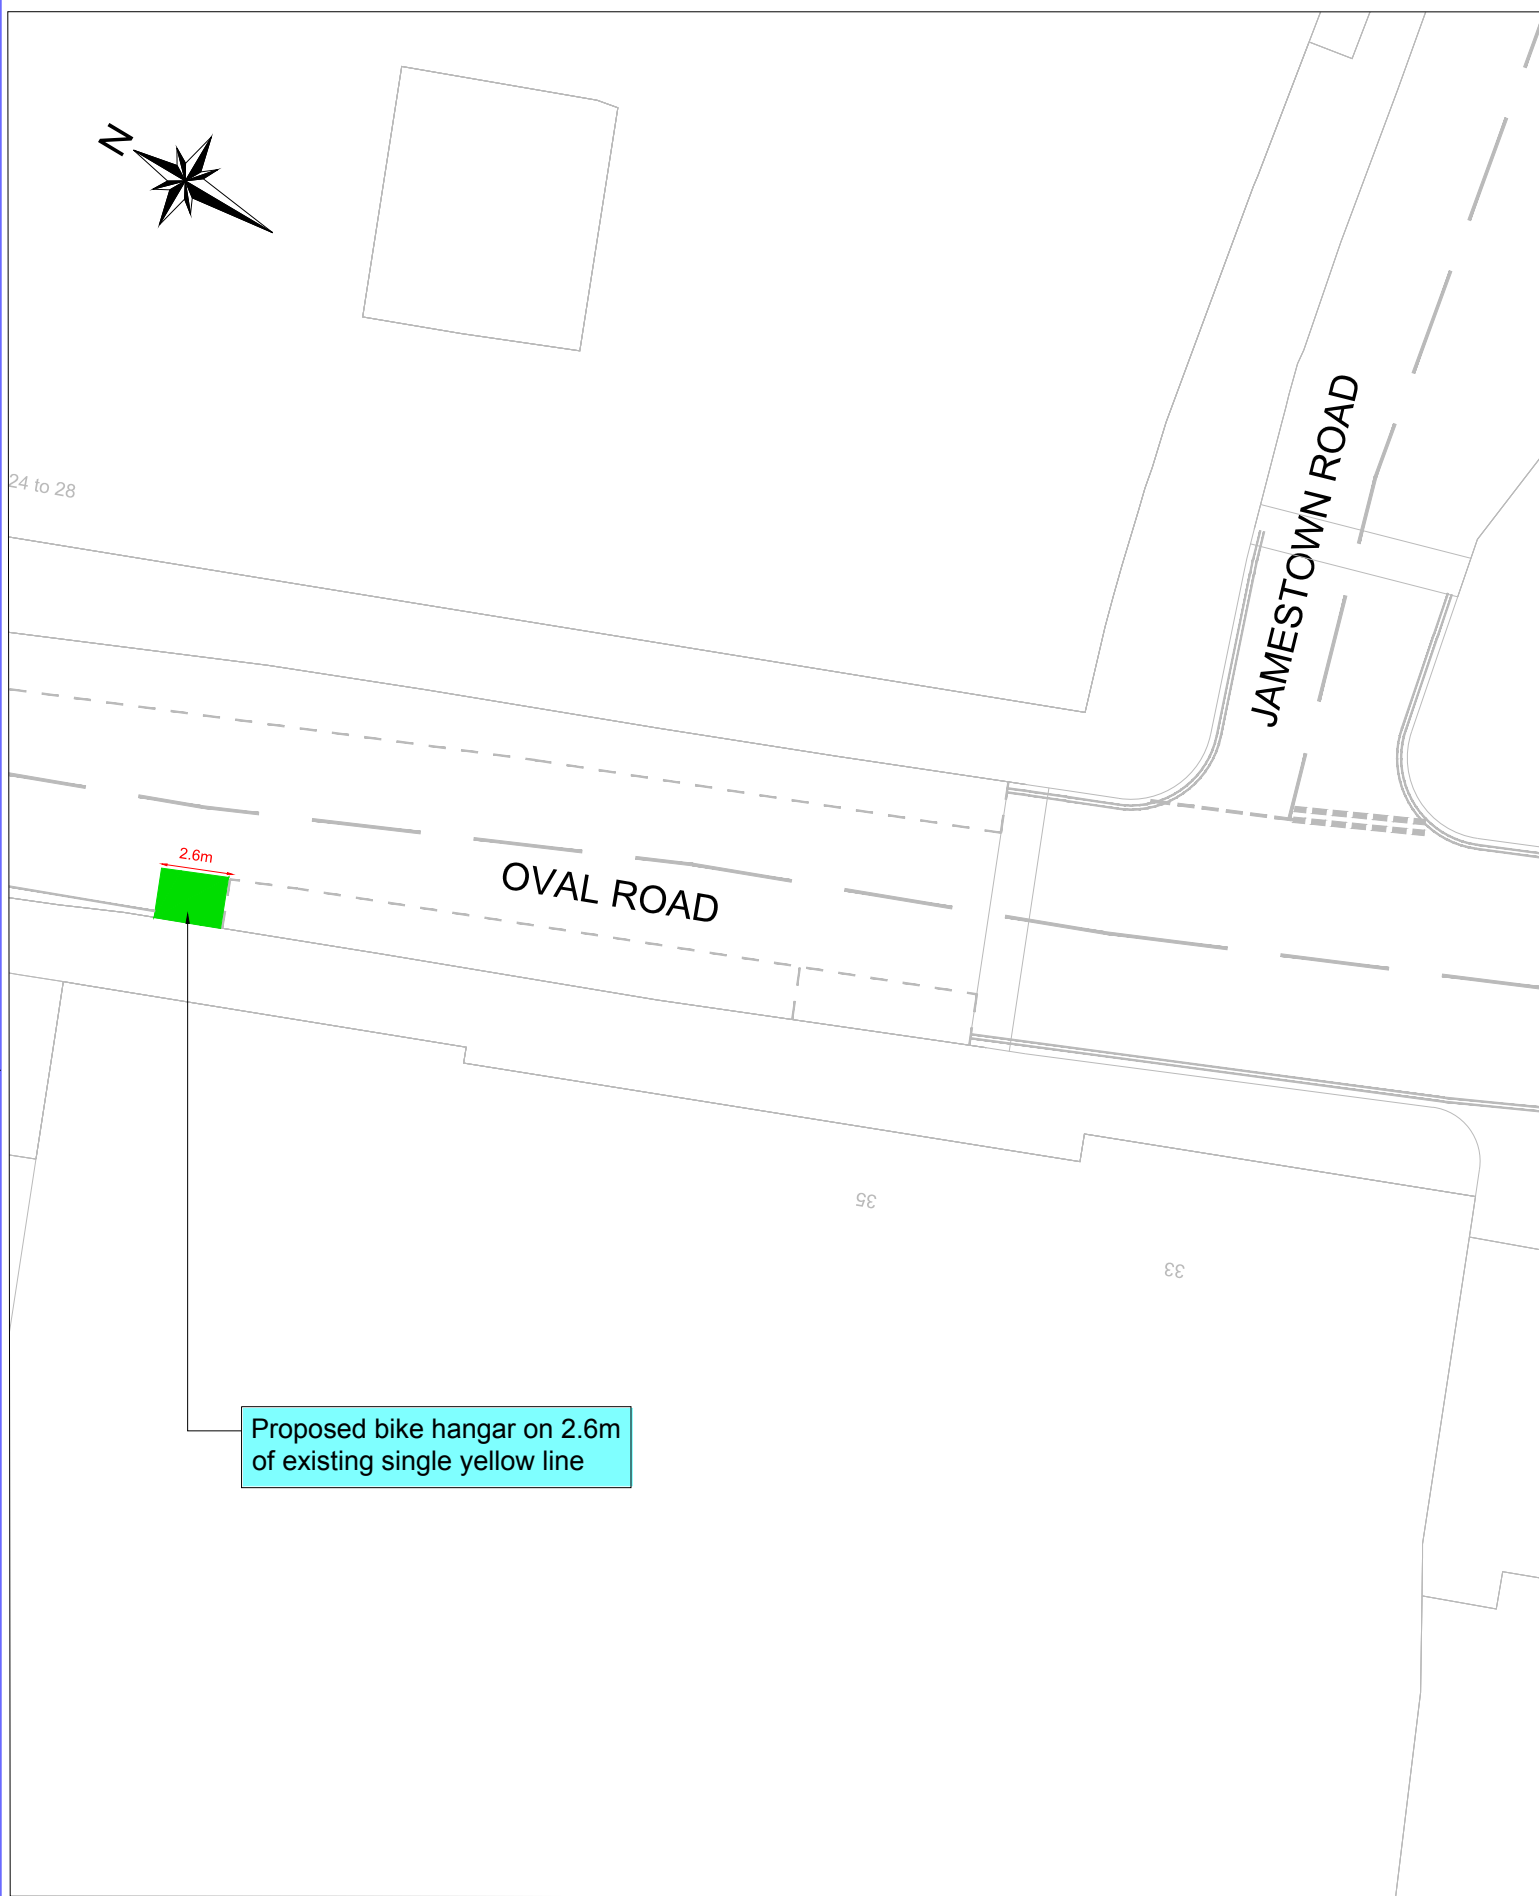 N
JAMESTOWN ROAD
24 to 28
2.6m
OVAL ROAD
35
33
Proposed bike hangar on 2.6m
of existing single yellow line